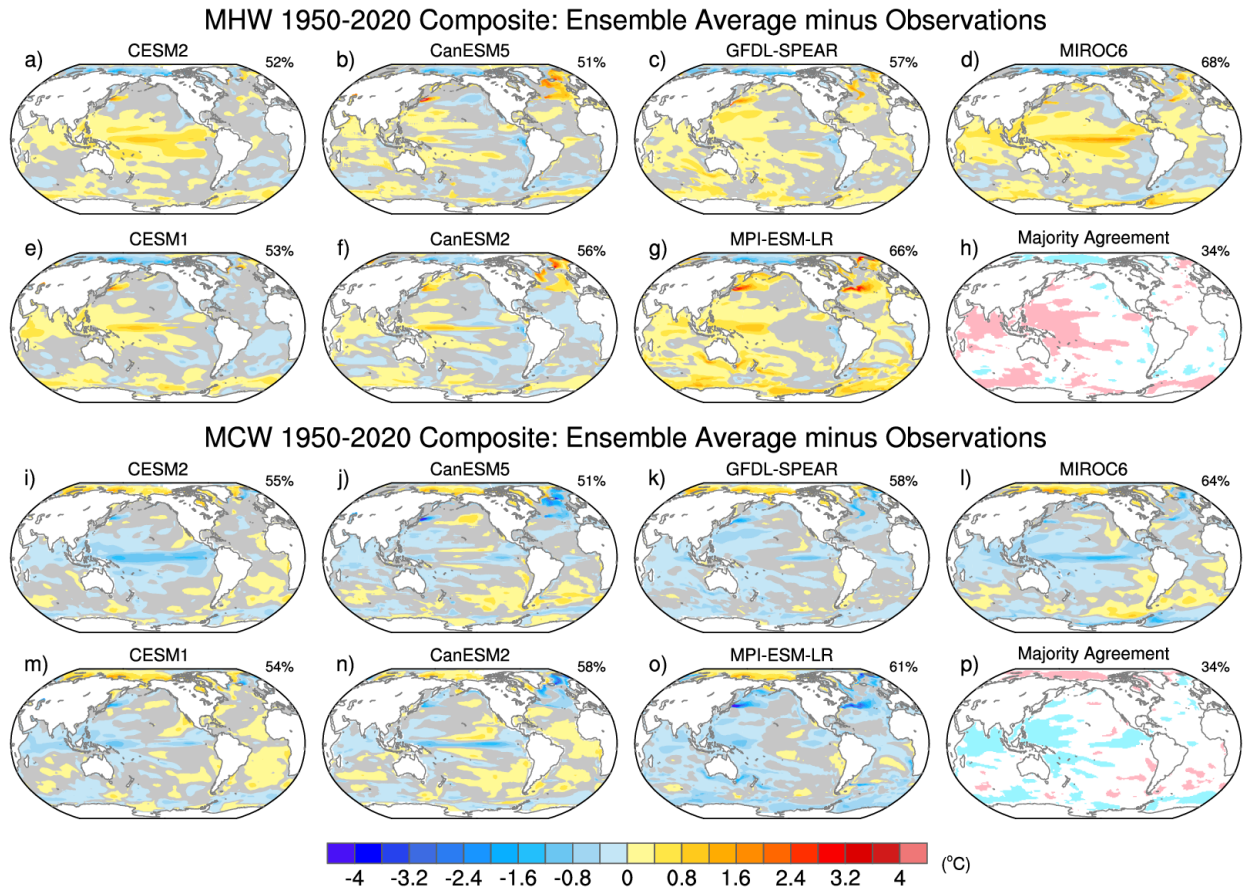 MHW 1950-2020 Composite: Ensemble Average minus Observations
a) CESM2 52%
b) CanESM5 51%
c) GFDL-SPEAR 57%
d) MIROC6 68%
e) CESM1 53%
f) CanESM2 56%
g) MPI-ESM-LR 66%
h) Majority Agreement 34%
MCW 1950-2020 Composite: Ensemble Average minus Observations
i) CESM2 55%
j) CanESM5 51%
k) GFDL-SPEAR 58%
l) MIROC6 64%
m) CESM1 54%
n) CanESM2 58%
o) MPI-ESM-LR 61%
p) Majority Agreement 34%
-4 -3.2 -2.4 -1.6 -0.8 0 0.8 1.6 2.4 3.2 4 (°C)